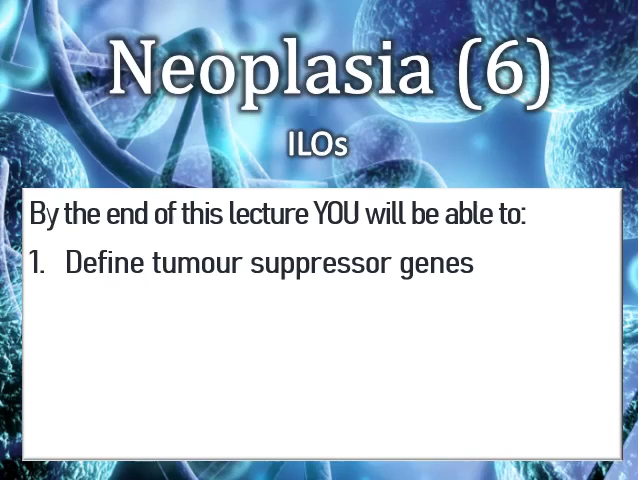 Neoplasia (6)
ILOs
By the end of this lecture YOU will be able to:
1. Define tumour suppressor genes